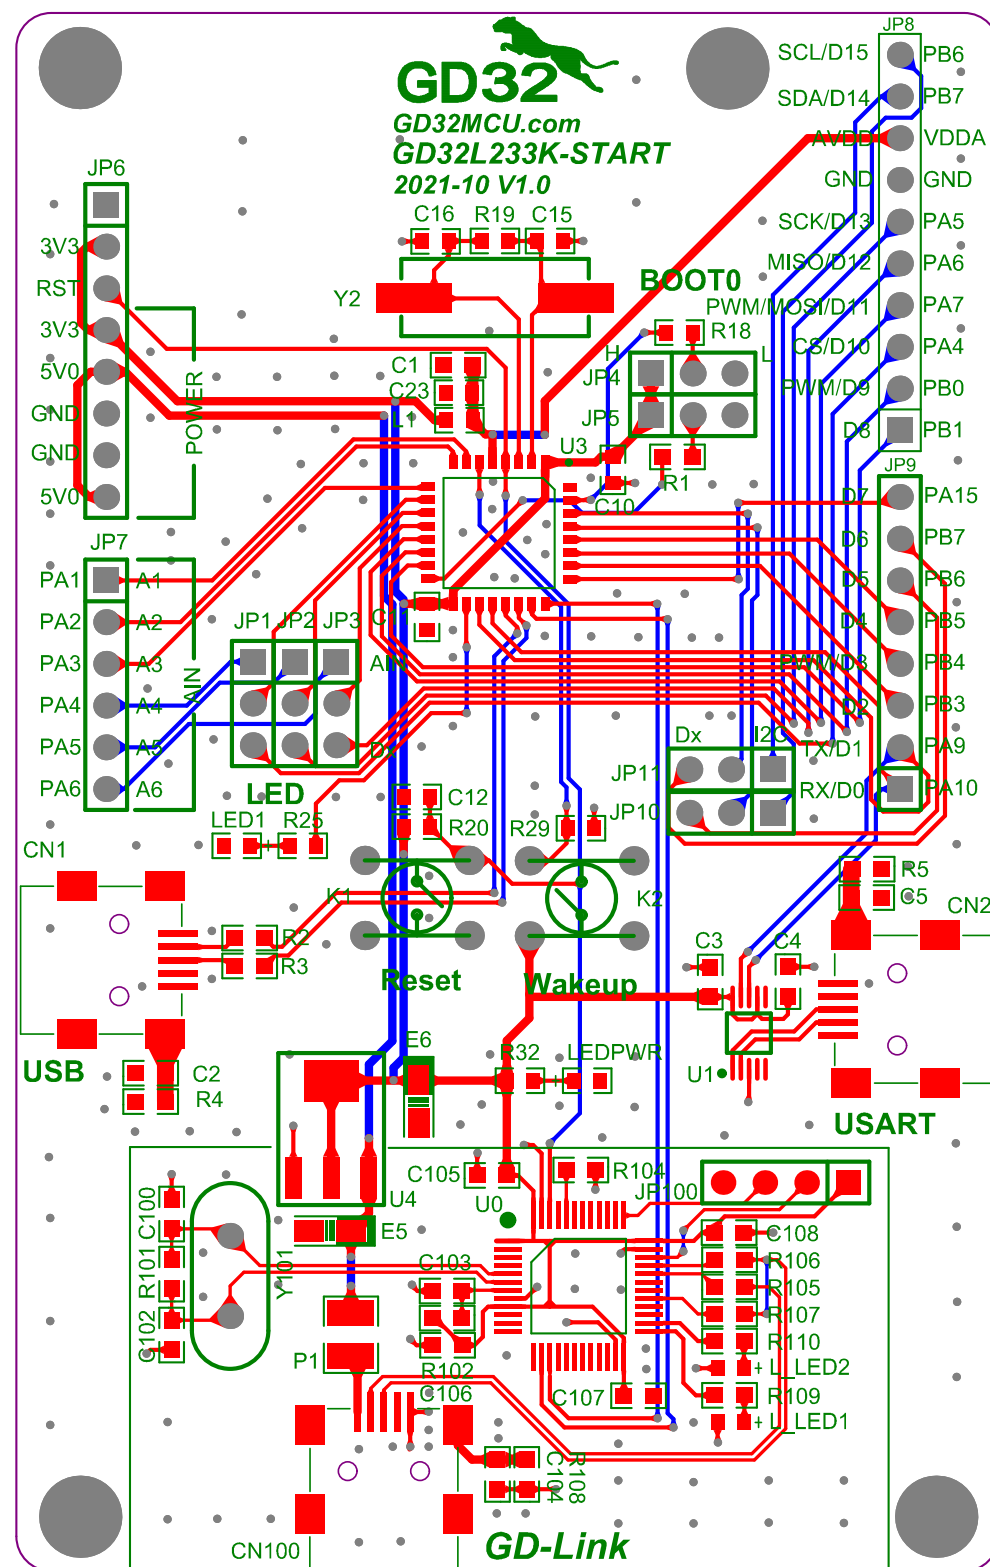 JP8
SCL/D15 PB6
SDA/D14 PB7
GD32
AVDD VDDA
GD32MCU.com
GD32L233K-START
2021-10 V1.0
GND GND
JP6
SCK/D13 PA5
C16 R19 C15
3V3
MISO/D12 PA6
BOOT0
RST
Y2
PWM/MOSI/D11 PA7
3V3
R18
CS/D10 PA4
H L
C1
JP4
5V0
POWER
C23
PWM/D9 PB0
GND
L1
JP5
D8 PB1
U3
GND
R1
JP9
5V0
C10
D7 PA15
D6 PB7
JP7
PA1 A1
D5 PB6
PA2 A2
D4 PB5
JP1 JP2 JP3
PA3 A3
PWM/D3 PB4
AIN
PA4 A4
D2 PB3
PA5 A5
Dx I2C
TX/D1 PA9
JP11
PA6 A6
LED
RX/D0 PA10
C12
JP10
LED1 + R25
R20
R29
CN1
R5
K1
K2
C5
CN2
R2
C3 C4
R3
Reset
Wakeup
E6
R32 + LEDPWR
USB
C2
U1
R4
USART
C105
R104
U0
JP100
U4
C100
E5
C108
R101
Y101
C103
R106
R105
C102
R107
P1
R102
R110
+ L_LED2
C106
C107
R109
+ L_LED1
R108
C104
CN100
GD-Link